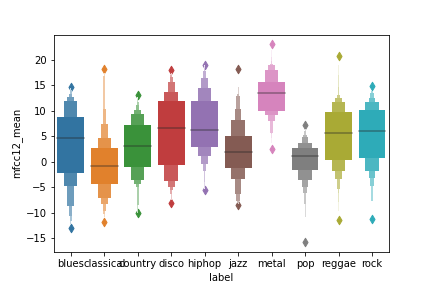 mfcc12_mean
20
15
10
5
0
−5
−10
−15
blues classical country disco hiphop jazz metal pop reggae rock
label